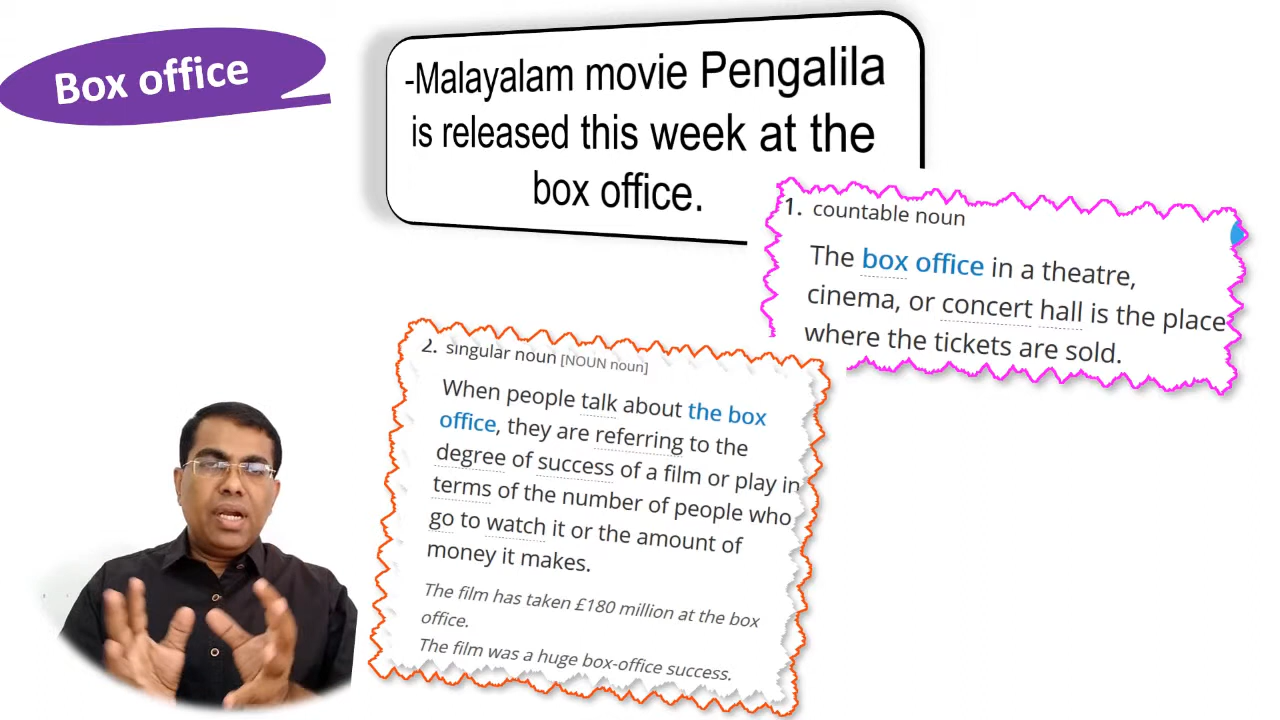 Box office
-Malayalam movie Pengalila
is released this week at the
box office.
1. countable noun
The box office in a theatre,
cinema, or concert hall is the place
where the tickets are sold.
2. singular noun [NOUN noun]
When people talk about the box
office, they are referring to the
degree of success of a film or play in
terms of the number of people who
go to watch it or the amount of
money it makes.
The film has taken £180 million at the box
office.
The film was a huge box-office success.